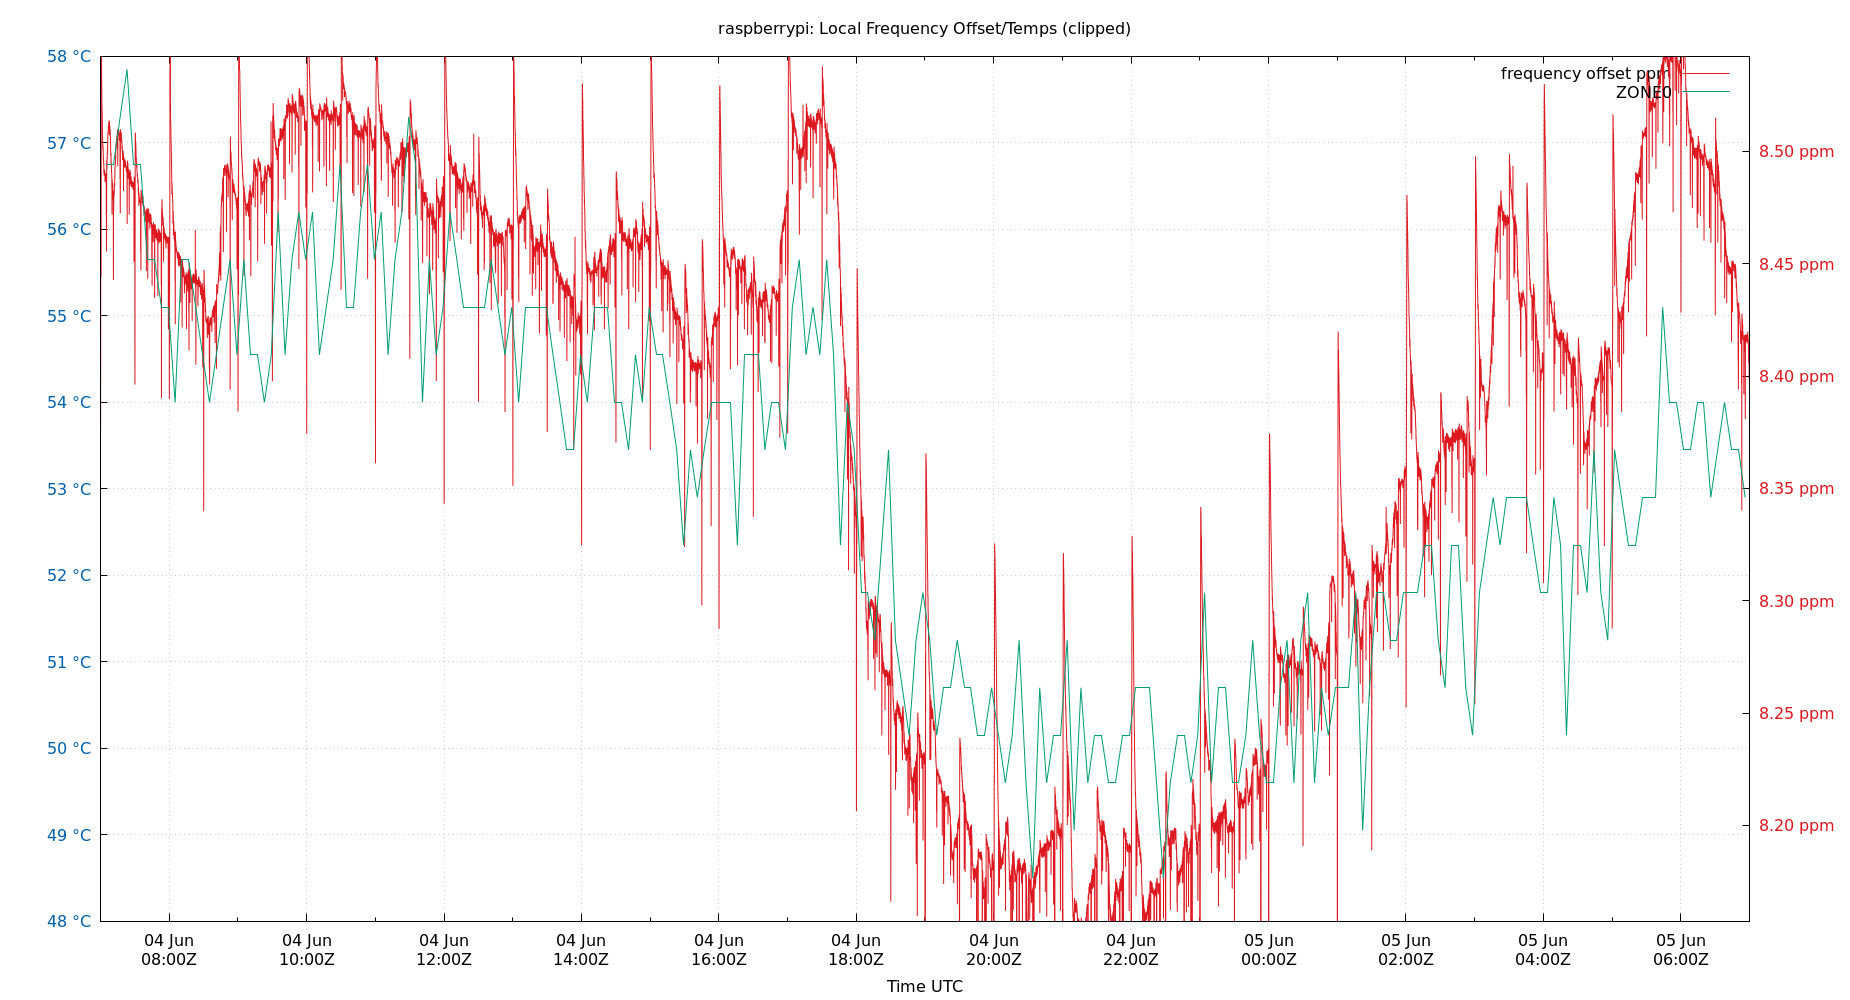 raspberrypi: Local Frequency Offset/Temps (clipped)
58 °C
57 °C
56 °C
55 °C
54 °C
53 °C
52 °C
51 °C
50 °C
49 °C
48 °C
frequency offset ppm
ZONE0
8.50 ppm
8.45 ppm
8.40 ppm
8.35 ppm
8.30 ppm
8.25 ppm
8.20 ppm
04 Jun 04 Jun 04 Jun 04 Jun 04 Jun 04 Jun 04 Jun 04 Jun 05 Jun 05 Jun 05 Jun 05 Jun
08:00Z 10:00Z 12:00Z 14:00Z 16:00Z 18:00Z 20:00Z 22:00Z 00:00Z 02:00Z 04:00Z 06:00Z
Time UTC